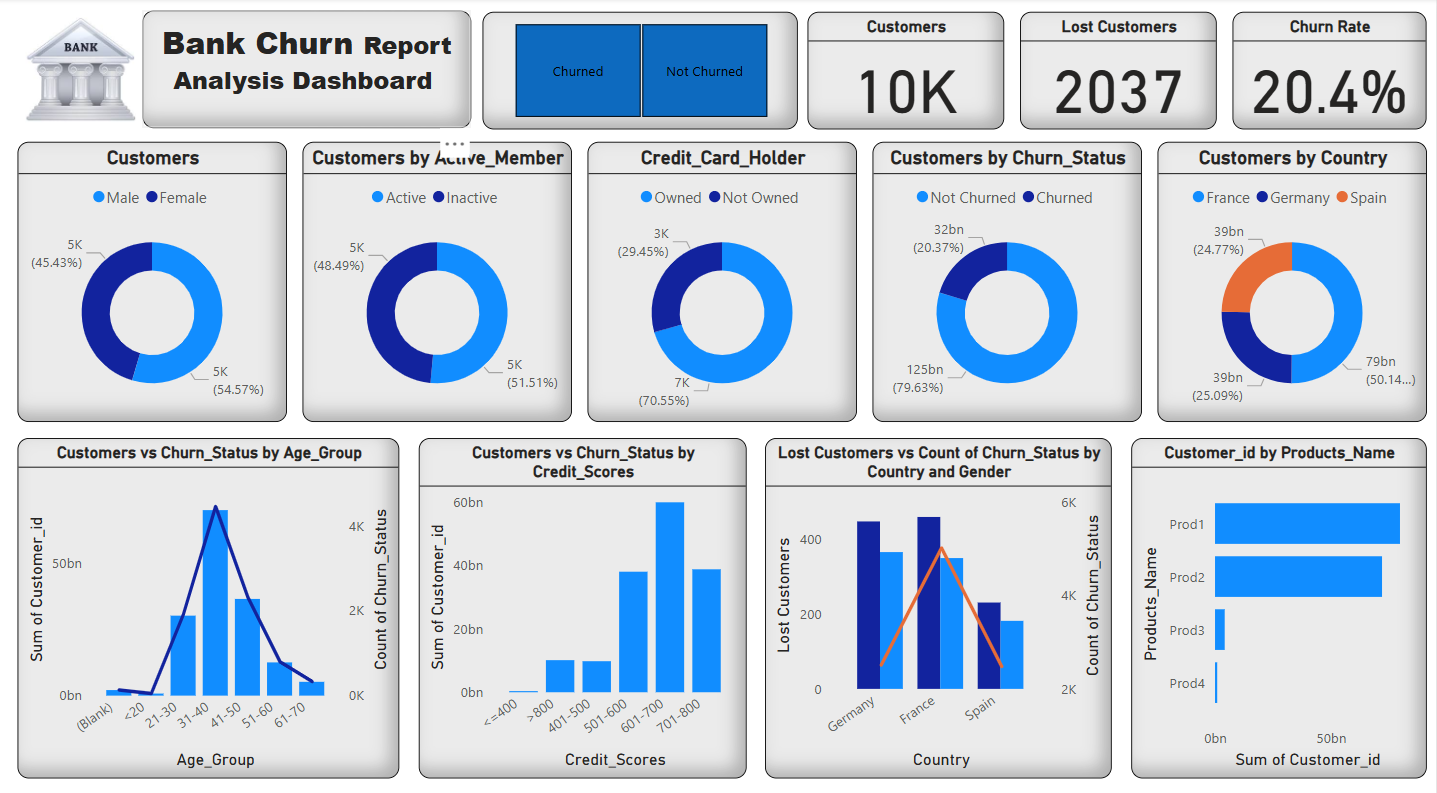 BANK
Bank Churn Report
Analysis Dashboard
Churned
Not Churned
Customers
10K
Lost Customers
2037
Churn Rate
20.4%
Customers
Male Female
5K
(45.43%)
5K
(54.57%)
Customers by Active_Member
Active Inactive
5K
(48.49%)
5K
(51.51%)
Credit_Card_Holder
Owned Not Owned
3K
(29.45%)
7K
(70.55%)
Customers by Churn_Status
Not Churned Churned
32bn
(20.37%)
125bn
(79.63%)
Customers by Country
France Germany Spain
39bn
(24.77%)
39bn
(25.09%)
79bn
(50.14...)
Customers vs Churn_Status by Age_Group
Sum of Customer_id
50bn
0bn
4K
2K
0K
Count of Churn_Status
(Blank)
<20
21-30
31-40
41-50
51-60
61-70
Age_Group
Customers vs Churn_Status by
Credit_Scores
Sum of Customer_id
60bn
40bn
20bn
0bn
<=400
>800
401-500
501-600
601-700
701-800
Credit_Scores
Lost Customers vs Count of Churn_Status by
Country and Gender
Lost Customers
400
200
0
6K
4K
2K
Count of Churn_Status
Germany
France
Spain
Country
Customer_id by Products_Name
Products_Name
Prod1
Prod2
Prod3
Prod4
0bn
50bn
Sum of Customer_id